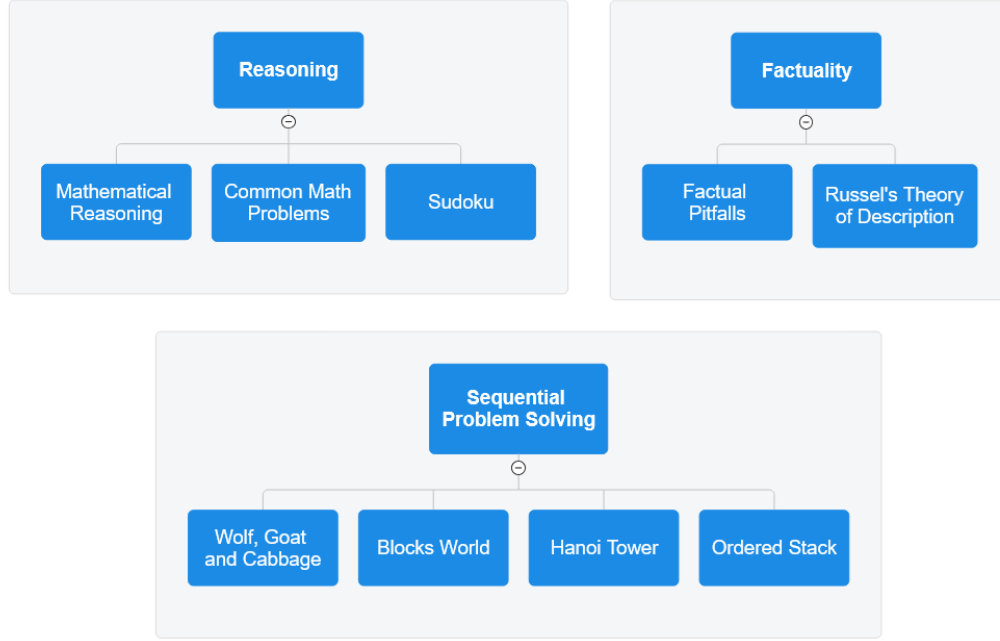 Reasoning
Mathematical
Reasoning
Common Math
Problems
Sudoku
Factuality
Factual
Pitfalls
Russel's Theory
of Description
Sequential
Problem Solving
Wolf, Goat
and Cabbage
Blocks World
Hanoi Tower
Ordered Stack